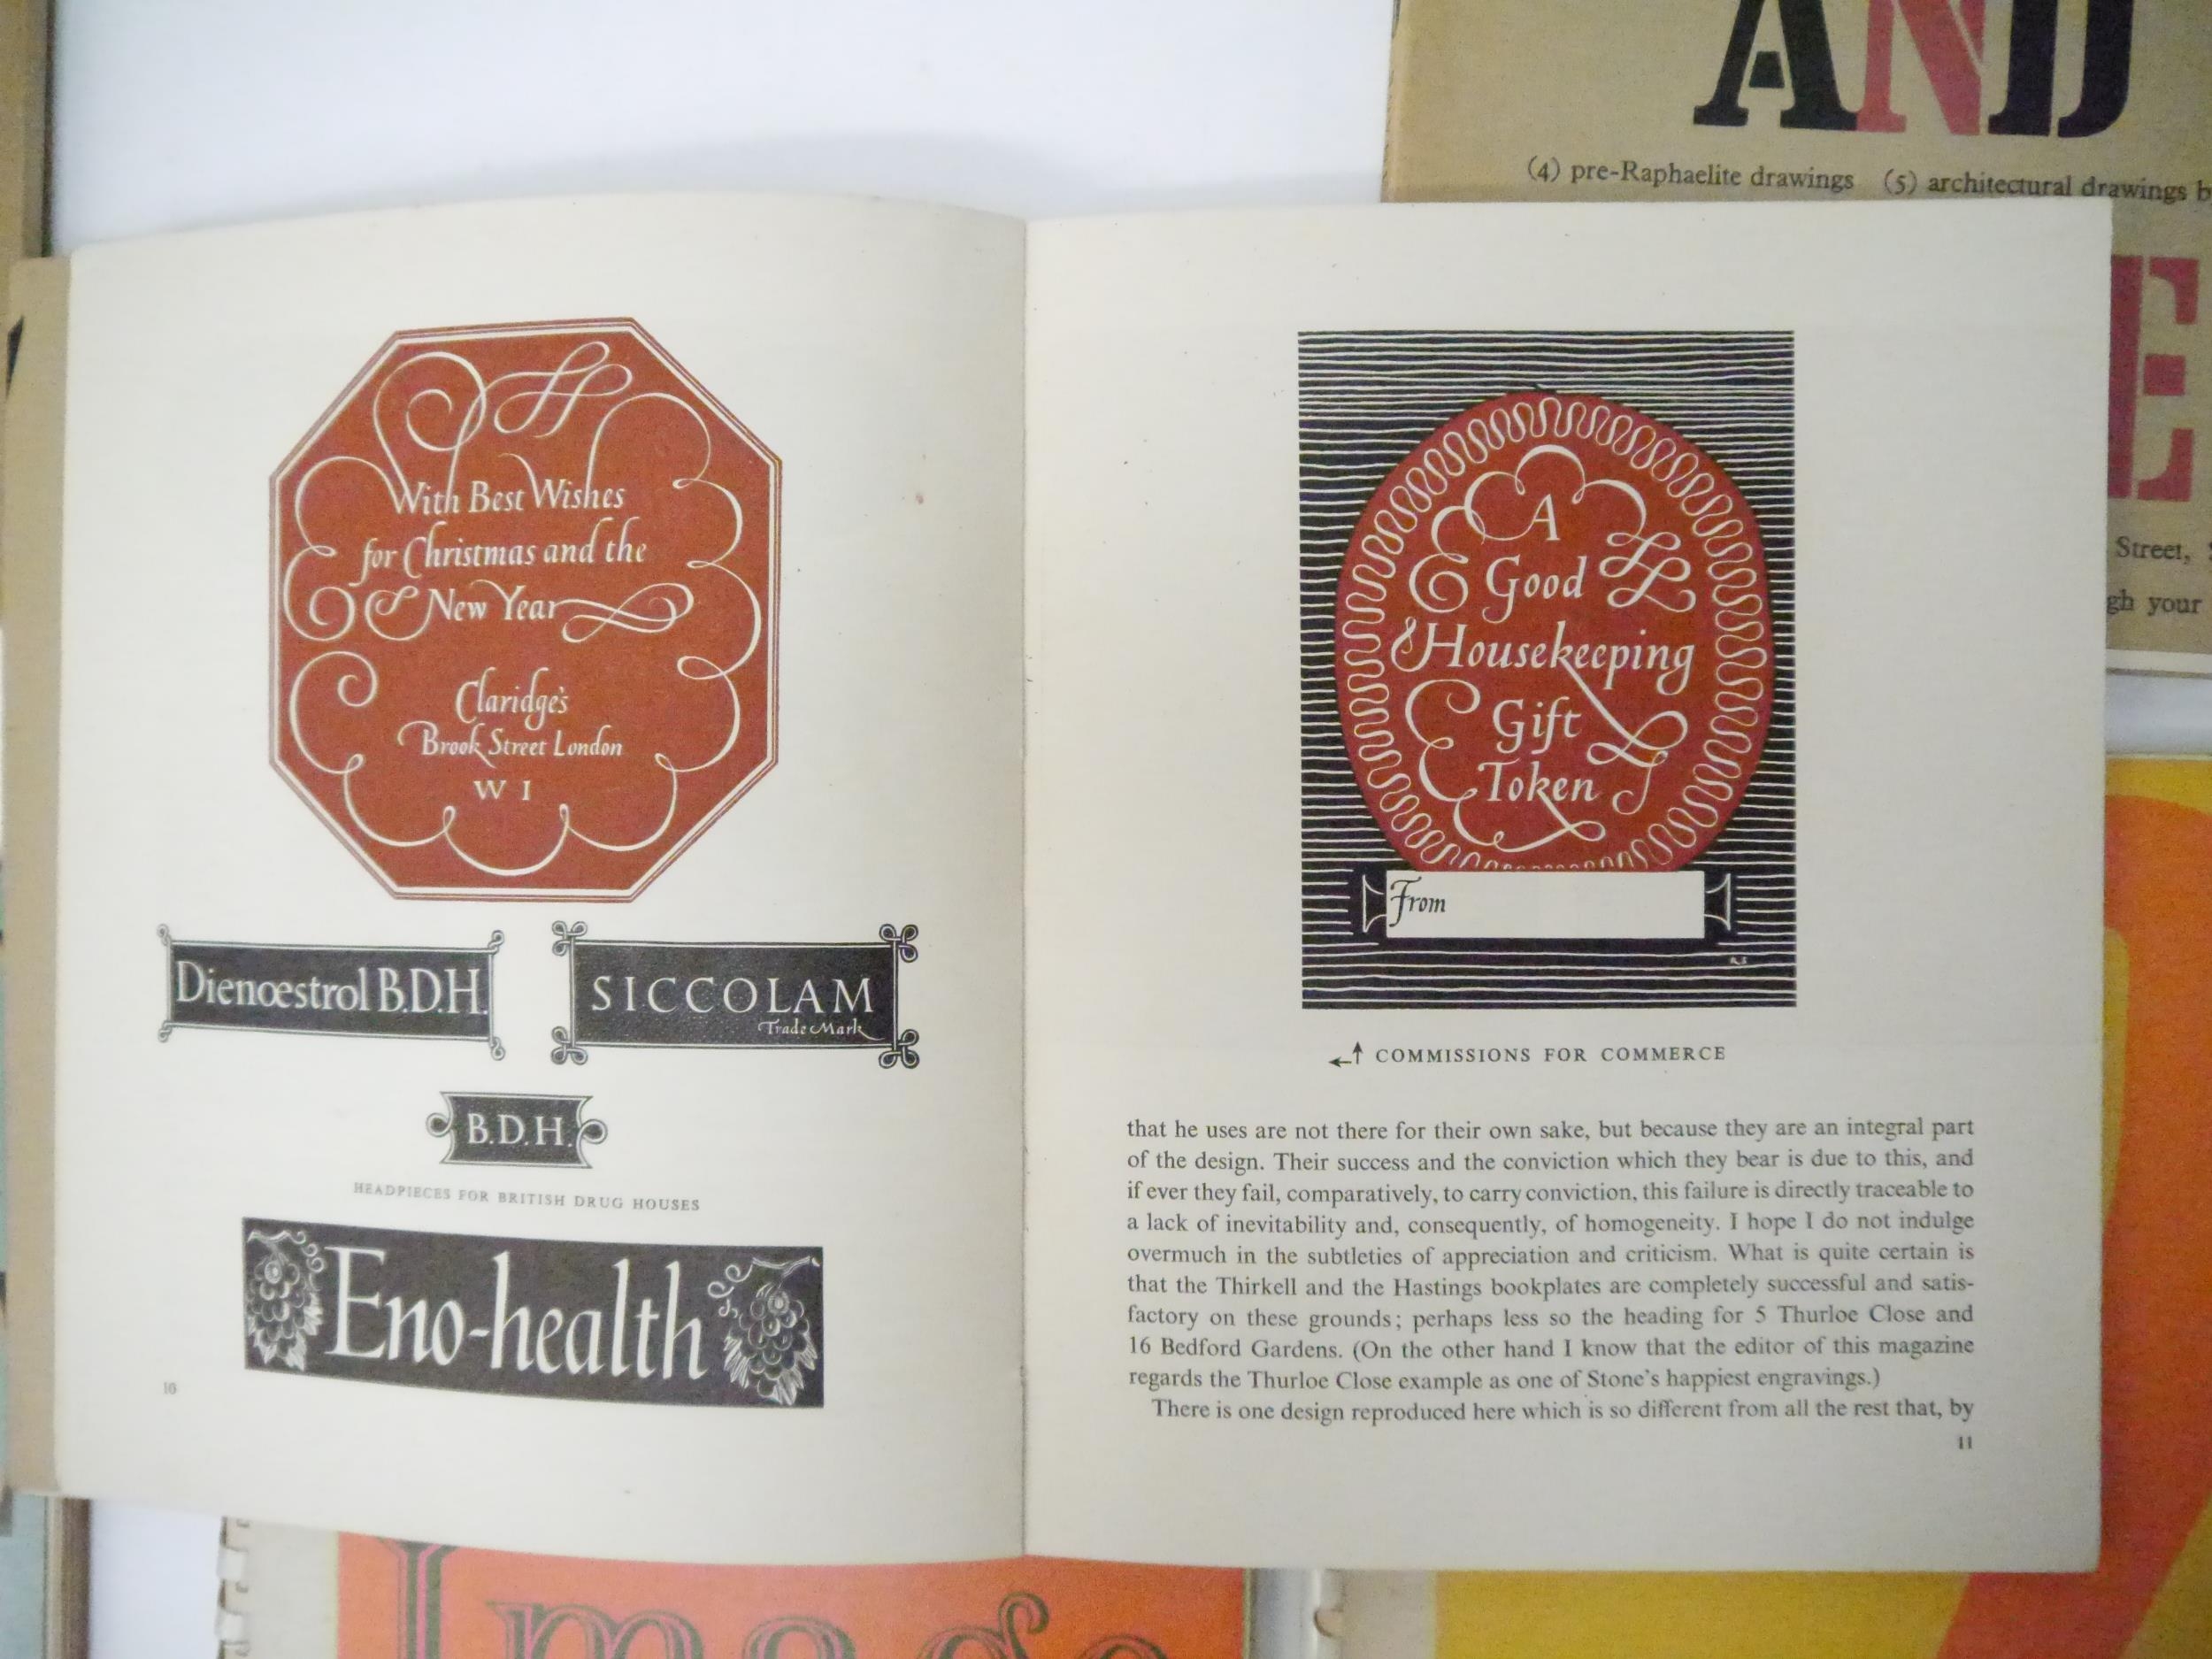 With Best Wishes
for Christmas and the
& New Year
Claridge's
Brook Street London
W 1
Dienœstrol B.D.H.
SICCOLAM
Trade Mark
B.D.H.
HEADPIECES FOR BRITISH DRUG HOUSES
Eno-health
10
A
Good
Housekeeping
Gift
Token
From
R S
←↑ COMMISSIONS FOR COMMERCE
that he uses are not there for their own sake, but because they are an integral part
of the design. Their success and the conviction which they bear is due to this, and
if ever they fail, comparatively, to carry conviction, this failure is directly traceable to
a lack of inevitability and, consequently, of homogeneity. I hope I do not indulge
overmuch in the subtleties of appreciation and criticism. What is quite certain is
that the Thirkell and the Hastings bookplates are completely successful and satis-
factory on these grounds; perhaps less so the heading for 5 Thurloe Close and
16 Bedford Gardens. (On the other hand I know that the editor of this magazine
regards the Thurloe Close example as one of Stone's happiest engravings.)
There is one design reproduced here which is so different from all the rest that, by
11
AND
(4) pre-Raphaelite drawings (5) architectural drawings b
E
Street,
gh your
Image